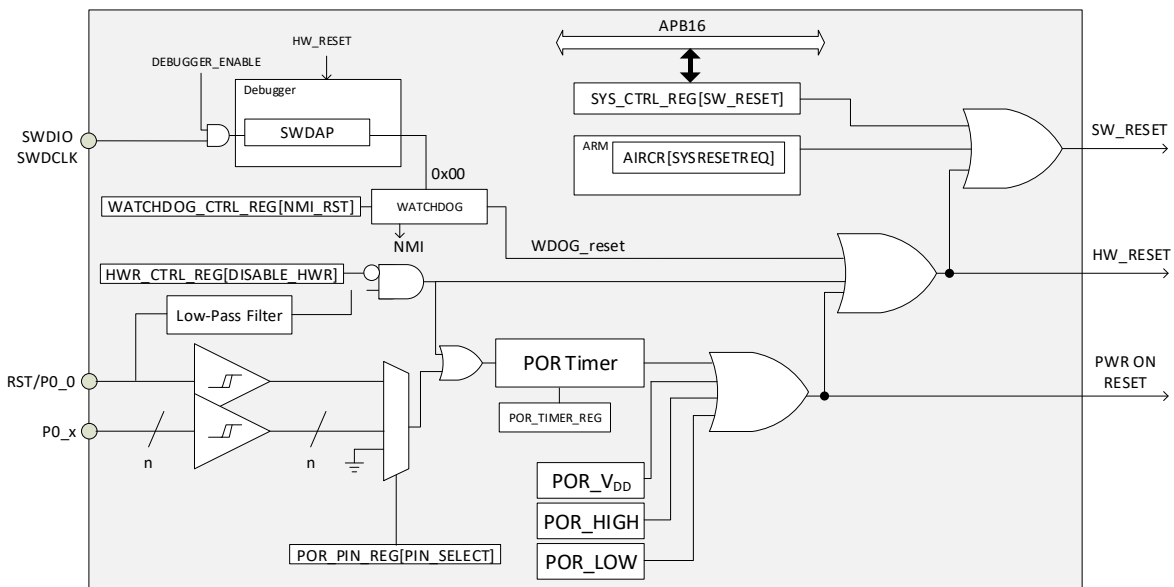 APB16
HW_RESET
DEBUGGER_ENABLE
Debugger
SYS_CTRL_REG[SW_RESET]
SWDIO
SWDCLK
SWDAP
SW_RESET
ARM
AIRCR[SYSRESETREQ]
0x00
WATCHDOG_CTRL_REG[NMI_RST]
WATCHDOG
NMI
WDOG_reset
HW_RESET
HWR_CTRL_REG[DISABLE_HWR]
Low-Pass Filter
POR Timer
PWR ON
RESET
RST/P0_0
POR_TIMER_REG
P0_x
n
n
POR_VDD
POR_HIGH
POR_PIN_REG[PIN_SELECT]
POR_LOW